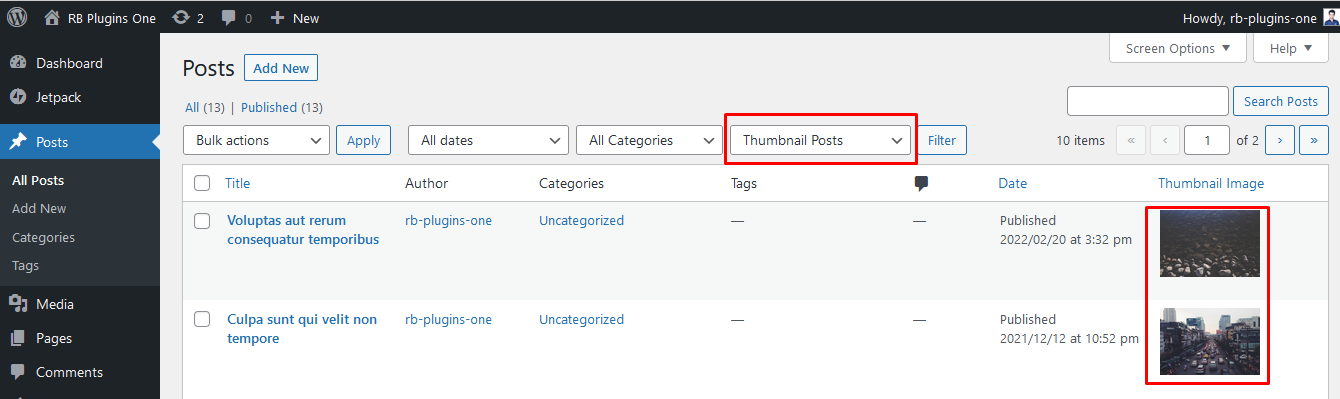 RB Plugins One 2 0 New Howdy, rb-plugins-one
Dashboard
Jetpack
Posts
All Posts
Add New
Categories
Tags
Media
Pages
Comments
Screen Options Help
Posts Add New
All (13) | Published (13)
Search Posts
Bulk actions Apply All dates All Categories Thumbnail Posts Filter 10 items « ‹ 1 of 2 › »
Title Author Categories Tags Date Thumbnail Image
Voluptas aut rerum rb-plugins-one Uncategorized — — Published
consequatur temporibus 2022/02/20 at 3:32 pm
Culpa sunt qui velit non rb-plugins-one Uncategorized — — Published
tempore 2021/12/12 at 10:52 pm